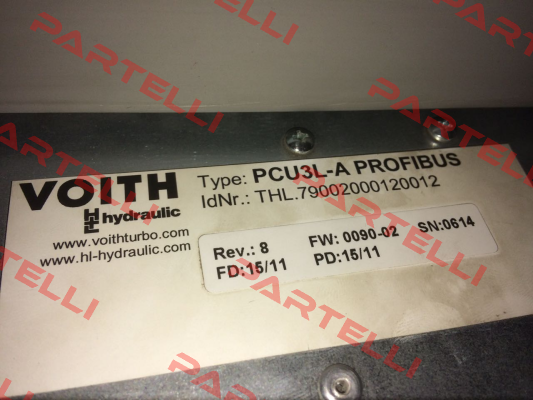 PARTELLI
PARTELLI
PARTELLI
PARTELLI
PARTELLI
VOITH
HL hydraulic
www.voithturbo.com
www.hl-hydraulic.com
Type: PCU3L-A PROFIBUS
IdNr.: THL.79002000120012
Rev.: 8 FW: 0090-02 SN:0614
FD:15/11 PD:15/11